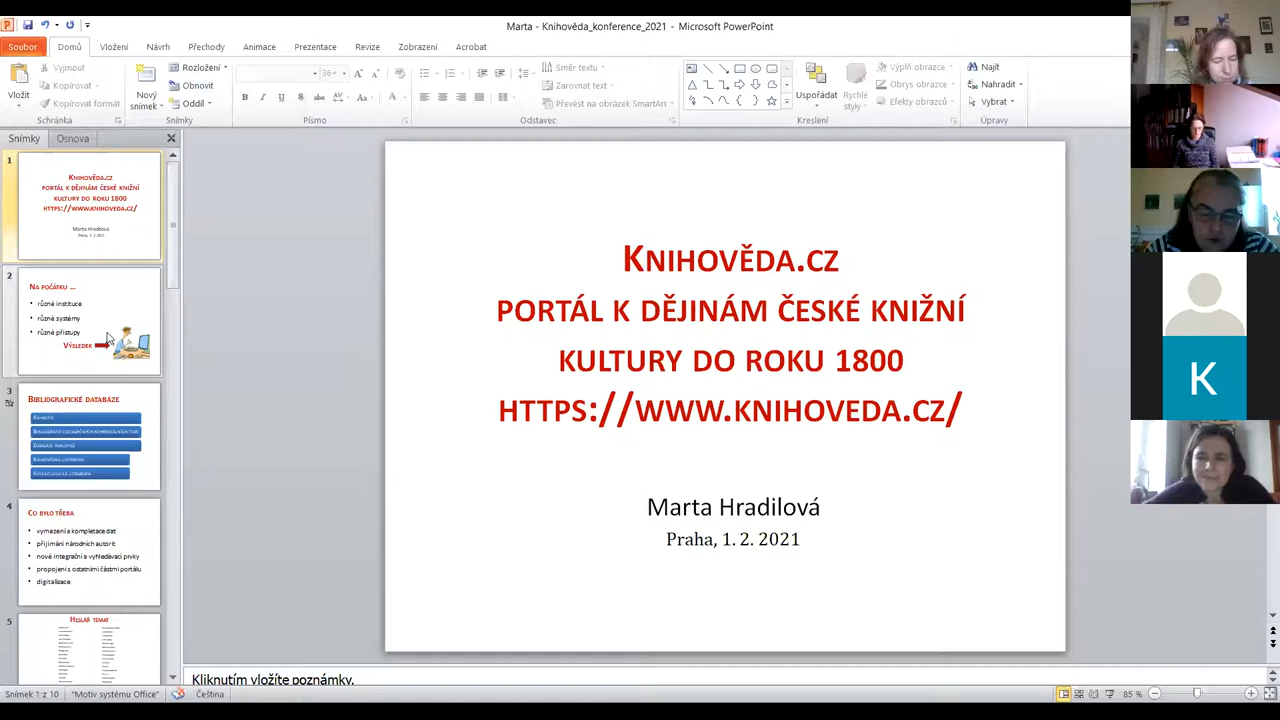 Marta - Knihověda_konference_2021 - Microsoft PowerPoint
Soubor Domů Vložení Návrh Přechody Animace Prezentace Revize Zobrazení Acrobat
Vložit
Vyjmout
Kopírovat
Kopírovat formát
Schránka
Nový snímek
Rozložení
Obnovit
Oddíl
Snímky
36
Písmo
Směr textu
Zarovnat text
Převést na obrázek SmartArt
Odstavec
Uspořádat
Rychlé styly
Výplň obrazce
Obrys obrazce
Efekty obrazců
Kreslení
Najít
Nahradit
Vybrat
Úpravy
Snímky Osnova
1
Knihověda.cz
portál k dějinám české knižní
kultury do roku 1800
https://www.knihoveda.cz/
Marta Hradilová
Praha, 1. 2. 2021
2
Na počátku ...
• různé instituce
• různé systémy
• různé přístupy
Výsledek
3
Bibliografické databáze
4
Co bylo třeba
• vymezení a kompletace dat
• přijímání národních autorit
• nové integrační a vyhledávací prvky
• propojení s ostatními částmi portálu
• digitalizace
5
Heslář témat
Knihověda.cz
portál k dějinám české knižní
kultury do roku 1800
https://www.knihoveda.cz/
Marta Hradilová
Praha, 1. 2. 2021
K
Kliknutím vložíte poznámky.
Snímek 1 z 10 "Motiv systému Office" Čeština 85 %